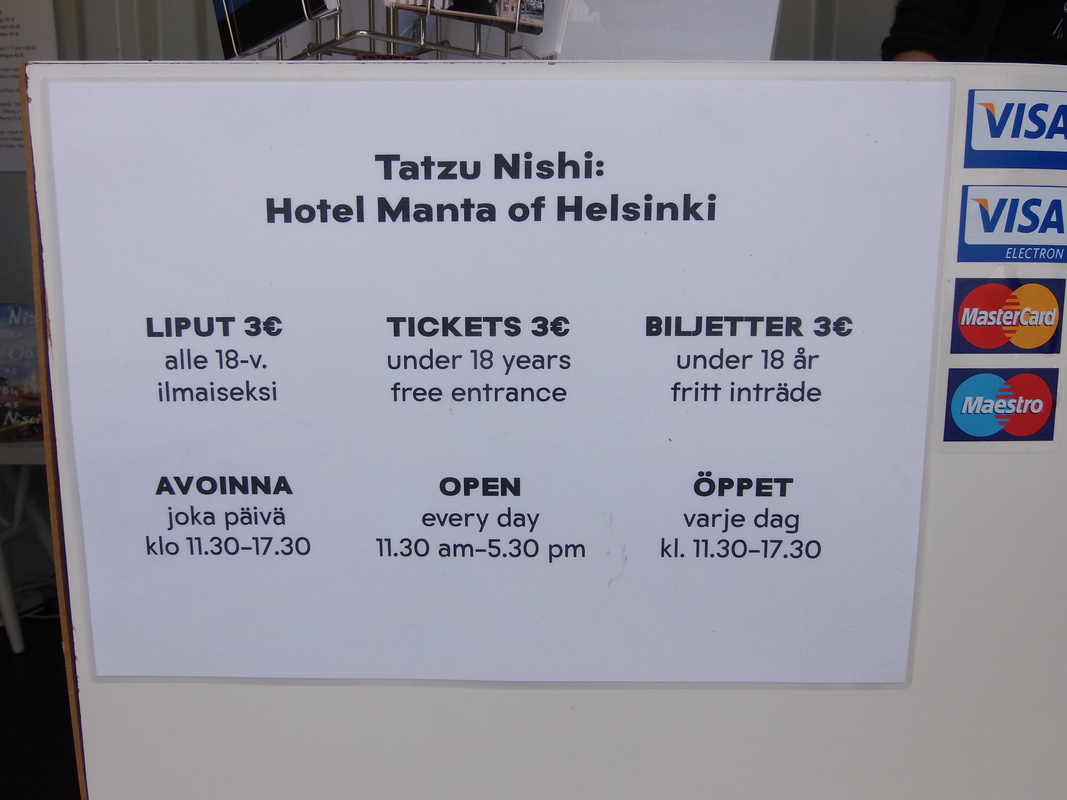 Tatzu Nishi:
Hotel Manta of Helsinki
LIPUT 3€
alle 18-v.
ilmaiseksi
TICKETS 3€
under 18 years
free entrance
BILJETTER 3€
under 18 år
fritt inträde
AVOINNA
joka päivä
klo 11.30–17.30
OPEN
every day
11.30 am–5.30 pm
ÖPPET
varje dag
kl. 11.30–17.30
VISA
VISA
ELECTRON
MasterCard
Maestro